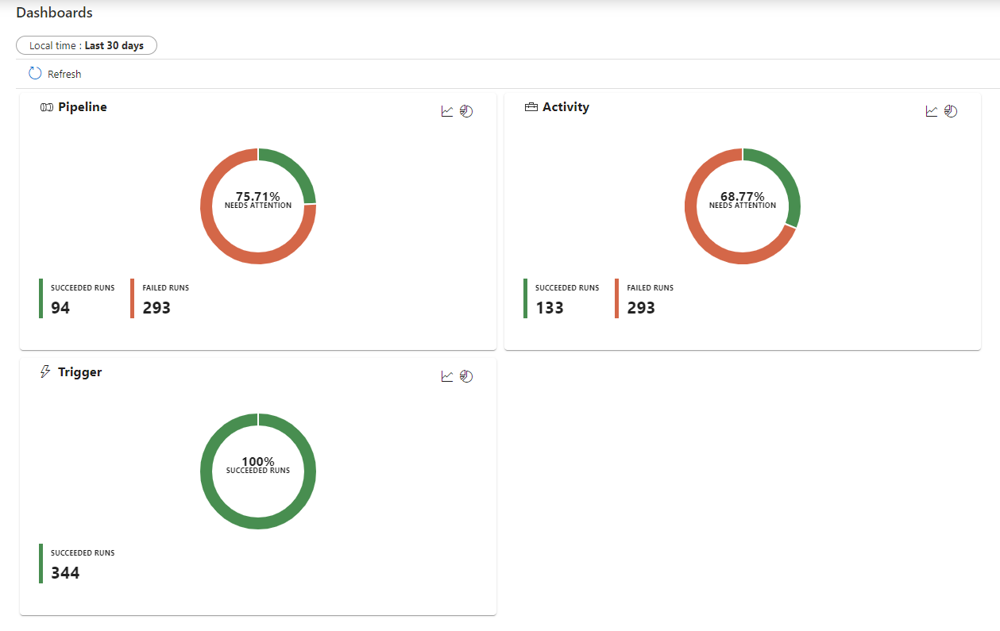 Dashboards
Local time : Last 30 days
Refresh
Pipeline
75.71%
NEEDS ATTENTION
SUCCEEDED RUNS
94
FAILED RUNS
293
Activity
68.77%
NEEDS ATTENTION
SUCCEEDED RUNS
133
FAILED RUNS
293
Trigger
100%
SUCCEEDED RUNS
SUCCEEDED RUNS
344